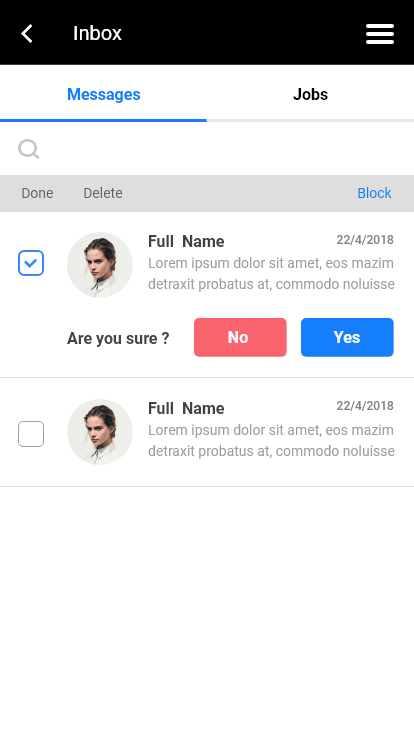 Inbox
Messages Jobs
Done Delete Block
Full Name 22/4/2018
Lorem ipsum dolor sit amet, eos mazim
detraxit probatus at, commodo noluisse
Are you sure ? No Yes
Full Name 22/4/2018
Lorem ipsum dolor sit amet, eos mazim
detraxit probatus at, commodo noluisse